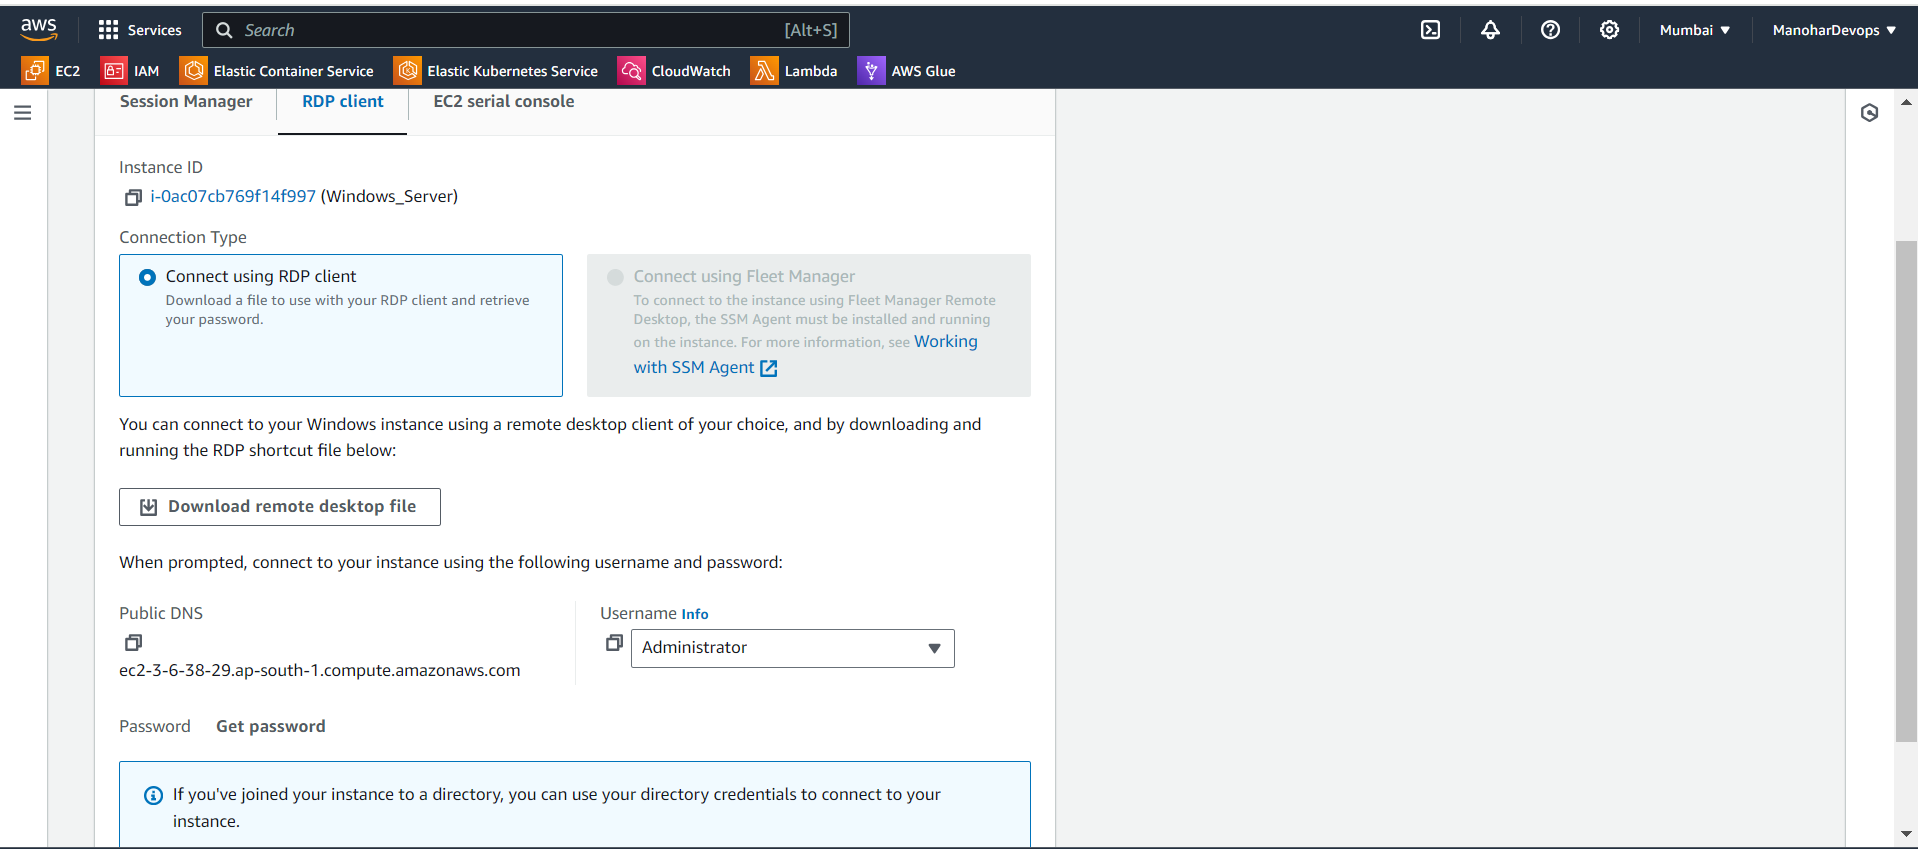 aws
Services
Search
[Alt+S]
Mumbai ▼
ManoharDevops ▼
EC2
IAM
Elastic Container Service
Elastic Kubernetes Service
CloudWatch
Lambda
AWS Glue
Session Manager
RDP client
EC2 serial console
Instance ID
i-0ac07cb769f14f997 (Windows_Server)
Connection Type
Connect using RDP client
Download a file to use with your RDP client and retrieve
your password.
Connect using Fleet Manager
To connect to the instance using Fleet Manager Remote
Desktop, the SSM Agent must be installed and running
on the instance. For more information, see Working
with SSM Agent
You can connect to your Windows instance using a remote desktop client of your choice, and by downloading and
running the RDP shortcut file below:
Download remote desktop file
When prompted, connect to your instance using the following username and password:
Public DNS
ec2-3-6-38-29.ap-south-1.compute.amazonaws.com
Username Info
Administrator
Password Get password
If you've joined your instance to a directory, you can use your directory credentials to connect to your
instance.